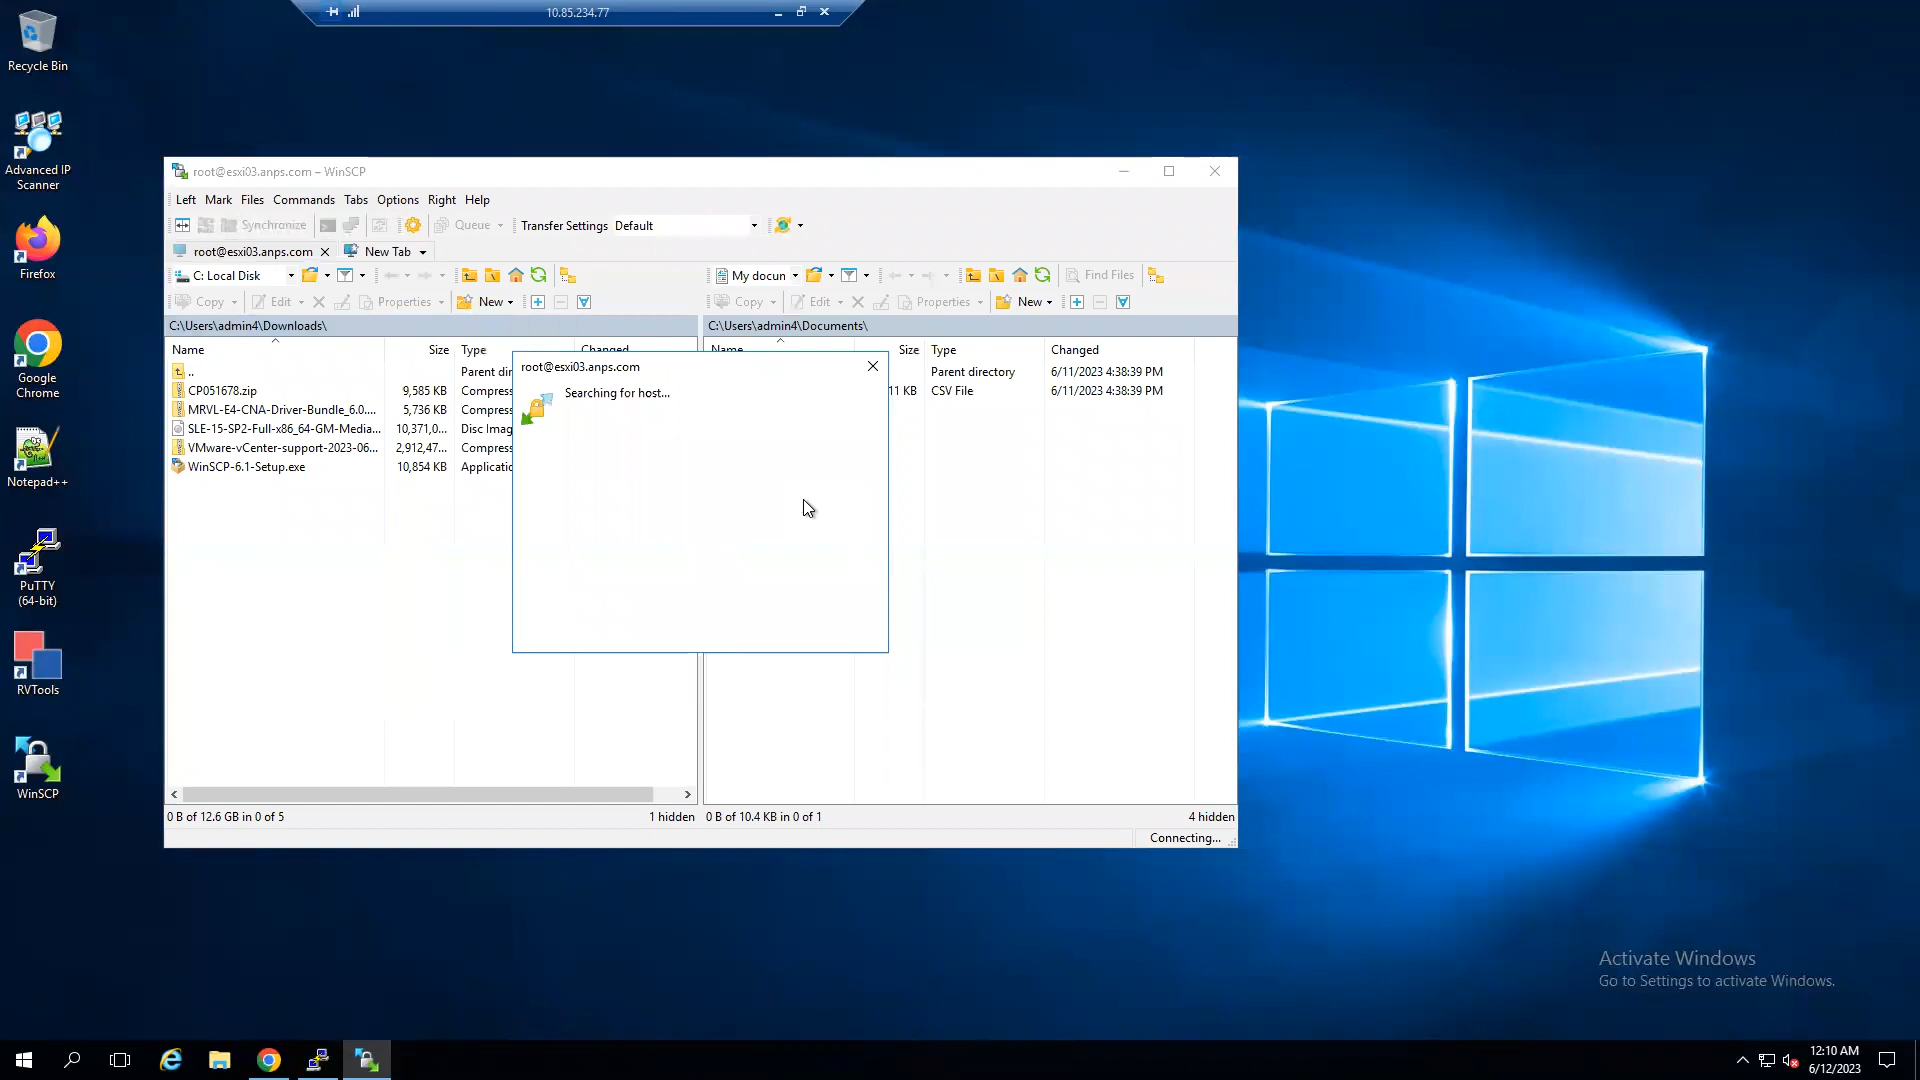 10.85.234.77
Recycle Bin
Advanced IP
Scanner
Firefox
Google
Chrome
Notepad++
PuTTY
(64-bit)
RVTools
WinSCP
root@esxi03.anps.com – WinSCP
Left Mark Files Commands Tabs Options Right Help
Synchronize Queue Transfer Settings Default
root@esxi03.anps.com New Tab
C: Local Disk My docun Find Files
Copy Edit Properties New Copy Edit Properties New
C:\Users\admin4\Downloads\ C:\Users\admin4\Documents\
Name Size Type Changed Name Size Type Changed
.. Parent dir Parent directory 6/11/2023 4:38:39 PM
CP051678.zip 9,585 KB Compress 11 KB CSV File 6/11/2023 4:38:39 PM
MRVL-E4-CNA-Driver-Bundle_6.0.... 5,736 KB Compress
SLE-15-SP2-Full-x86_64-GM-Media... 10,371,0... Disc Imag
VMware-vCenter-support-2023-06... 2,912,47... Compress
WinSCP-6.1-Setup.exe 10,854 KB Applicatio
root@esxi03.anps.com
Searching for host...
0 B of 12.6 GB in 0 of 5 1 hidden 0 B of 10.4 KB in 0 of 1 4 hidden
Connecting...
Activate Windows
Go to Settings to activate Windows.
12:10 AM
6/12/2023